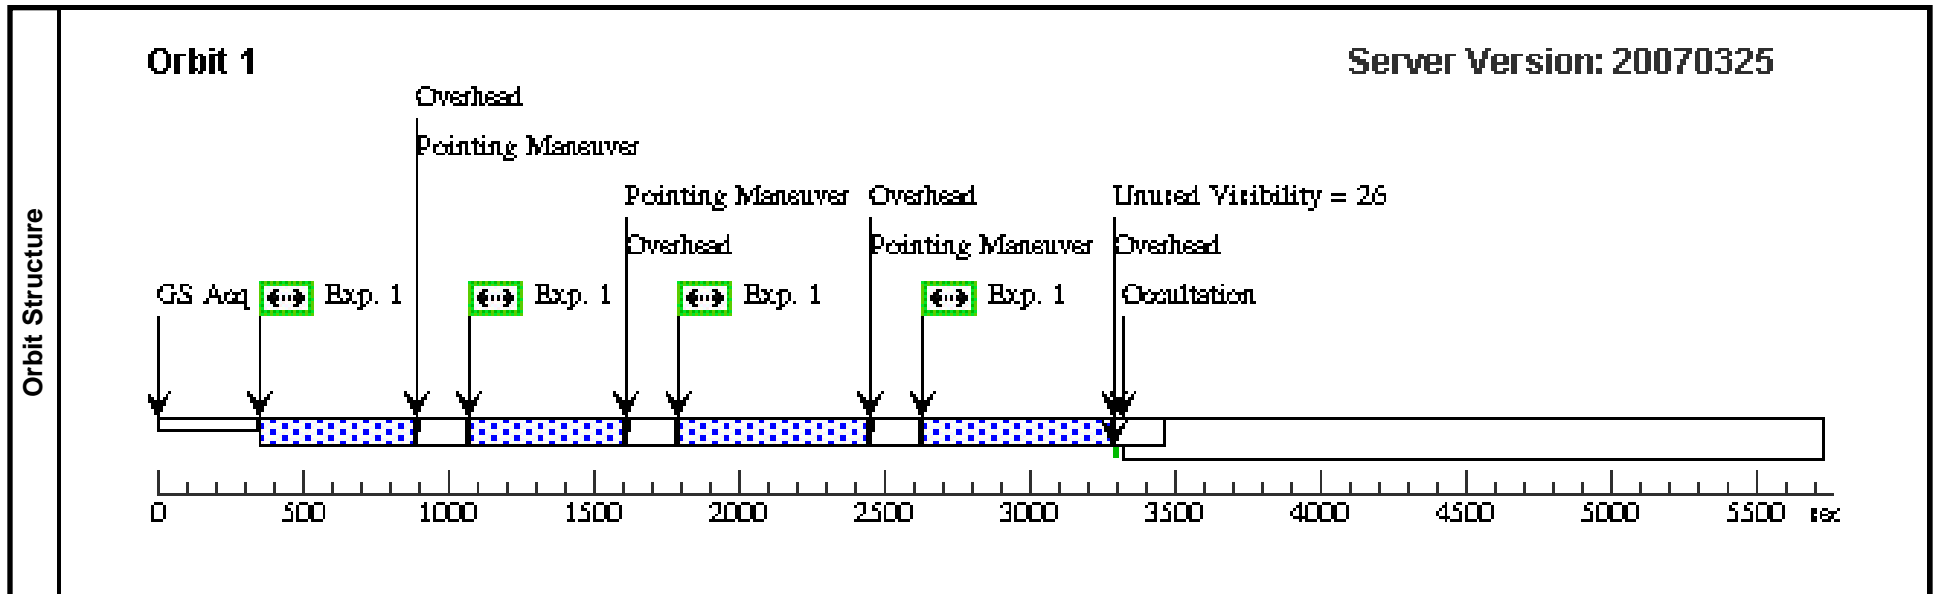 Orbit Structure
Orbit 1
Server Version: 20070325
Overhead
Pointing Maneuver
Pointing Maneuver
Overhead
Unused Visibility = 26
Overhead
Pointing Maneuver
Overhead
GS Acq
Exp. 1
Exp. 1
Exp. 1
Exp. 1
Occultation
0
500
1000
1500
2000
2500
3000
3500
4000
4500
5000
5500
sec